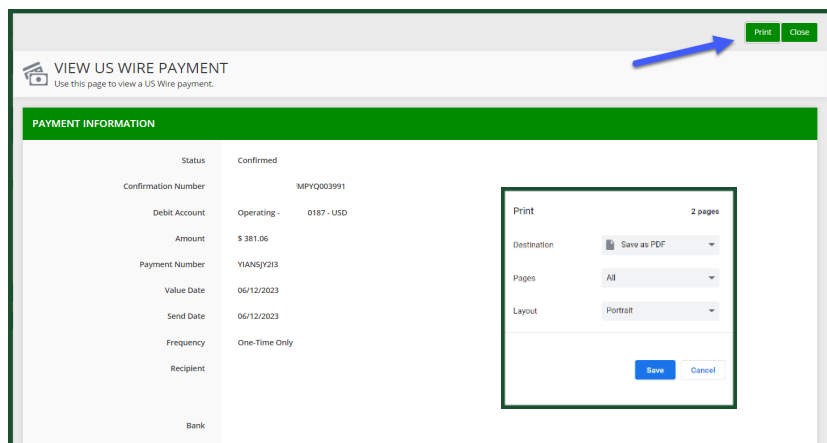 Print Close
VIEW US WIRE PAYMENT
Use this page to view a US Wire payment.
PAYMENT INFORMATION
Status Confirmed
Confirmation Number MPYQ003991
Debit Account Operating - 0187 - USD
Amount $ 381.06
Payment Number YIAN5JY2I3
Value Date 06/12/2023
Send Date 06/12/2023
Frequency One-Time Only
Recipient
Bank
Print 2 pages
Destination Save as PDF
Pages All
Layout Portrait
Save Cancel